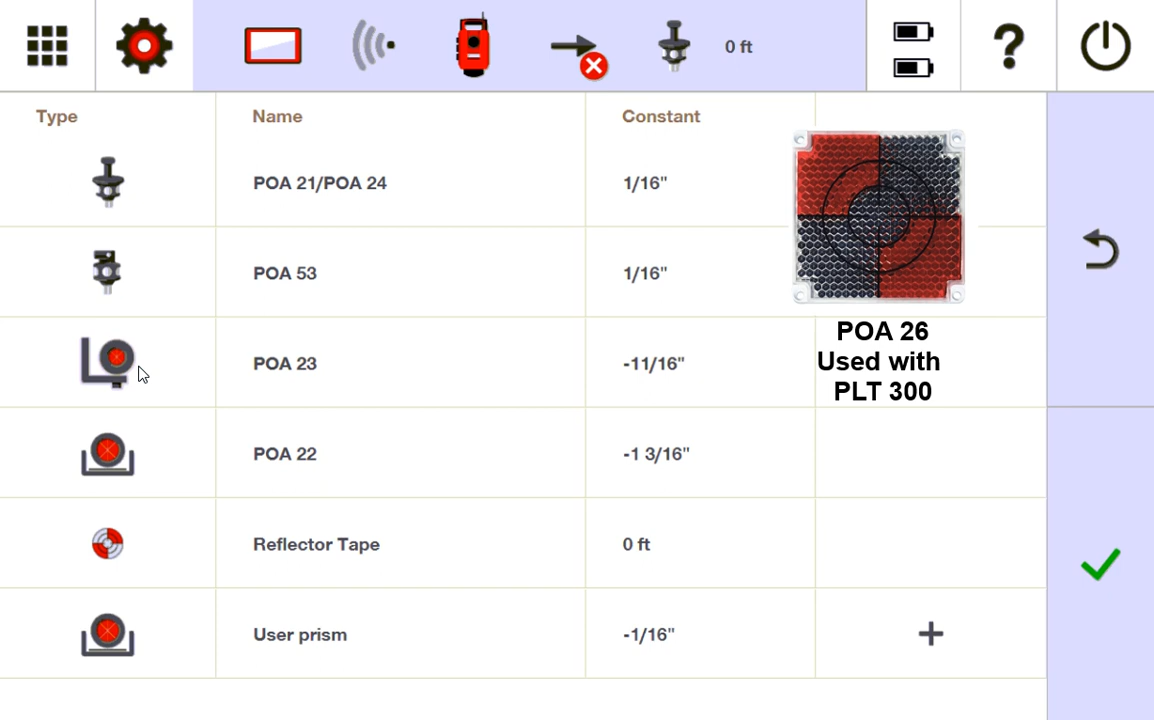 0 ft
?
Type Name Constant
POA 21/POA 24 1/16"
POA 53 1/16"
POA 23 -11/16"
POA 26
Used with
PLT 300
POA 22 -1 3/16"
Reflector Tape 0 ft
User prism -1/16" +